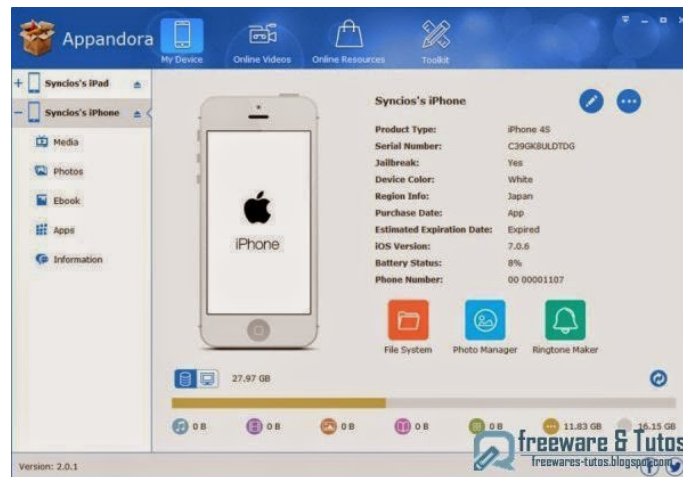 Appandora
My Device
Online Videos
Online Resources
Toolkit
Syncios's iPad
Syncios's iPhone
Media
Photos
Ebook
Apps
Information
iPhone
Syncios's iPhone
Product Type: iPhone 4S
Serial Number: C39GK8ULDTDG
Jailbreak: Yes
Device Color: White
Region Info: Japan
Purchase Date: App
Estimated Expiration Date: Expired
iOS Version: 7.0.6
Battery Status: 8%
Phone Number: 00 00001107
File System
Photo Manager
Ringtone Maker
27.97 GB
0 B
0 B
0 B
0 B
0 B
11.83 GB
16.15 GB
freeware & Tutos
freewares-tutos.blogspot.com
Version: 2.0.1